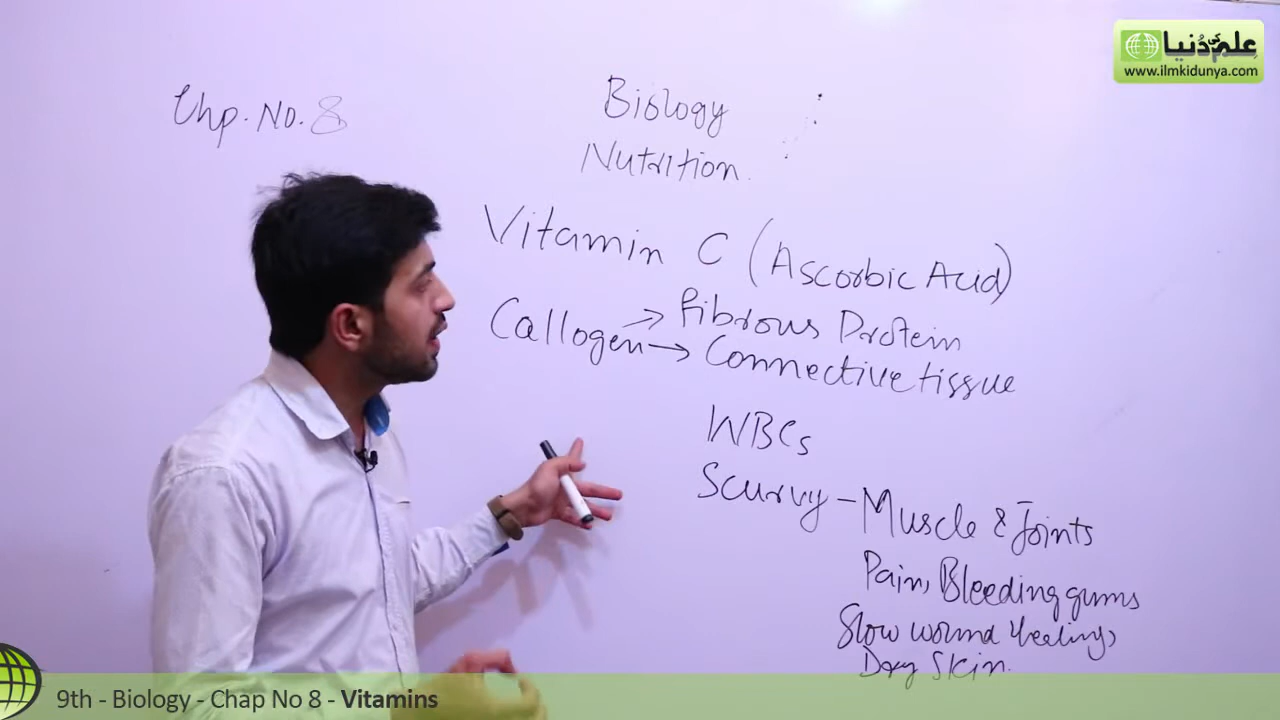 علم کی دُنیا
www.ilmkidunya.com
Chp. No. 8
Biology
Nutrition.
Vitamin C (Ascorbic Acid)
Callogen → Fibrous Protein
→ Connective tissue
WBCs
Scurvy - Muscle & Joints
Pain, Bleeding gums
Slow wound Healing,
Dry Skin.
9th - Biology - Chap No 8 - Vitamins